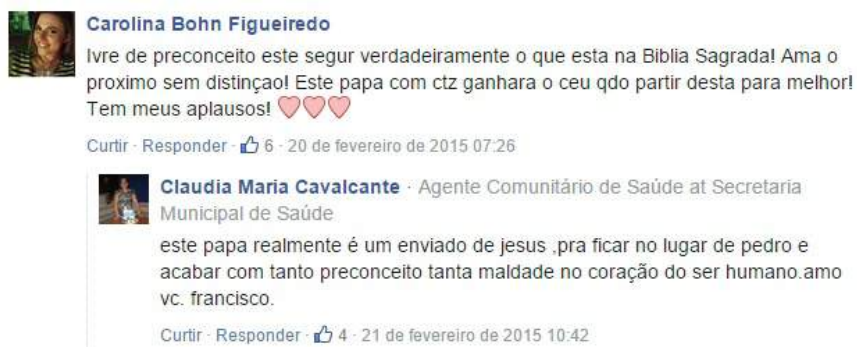 Carolina Bohn Figueiredo
Ivre de preconceito este segur verdadeiramente o que esta na Biblia Sagrada! Ama o
proximo sem distinçao! Este papa com ctz ganhara o ceu qdo partir desta para melhor!
Tem meus aplausos!
Curtir · Responder · 6 · 20 de fevereiro de 2015 07:26
Claudia Maria Cavalcante · Agente Comunitário de Saúde at Secretaria
Municipal de Saúde
este papa realmente é um enviado de jesus ,pra ficar no lugar de pedro e
acabar com tanto preconceito tanta maldade no coração do ser humano.amo
vc. francisco.
Curtir · Responder · 4 · 21 de fevereiro de 2015 10:42